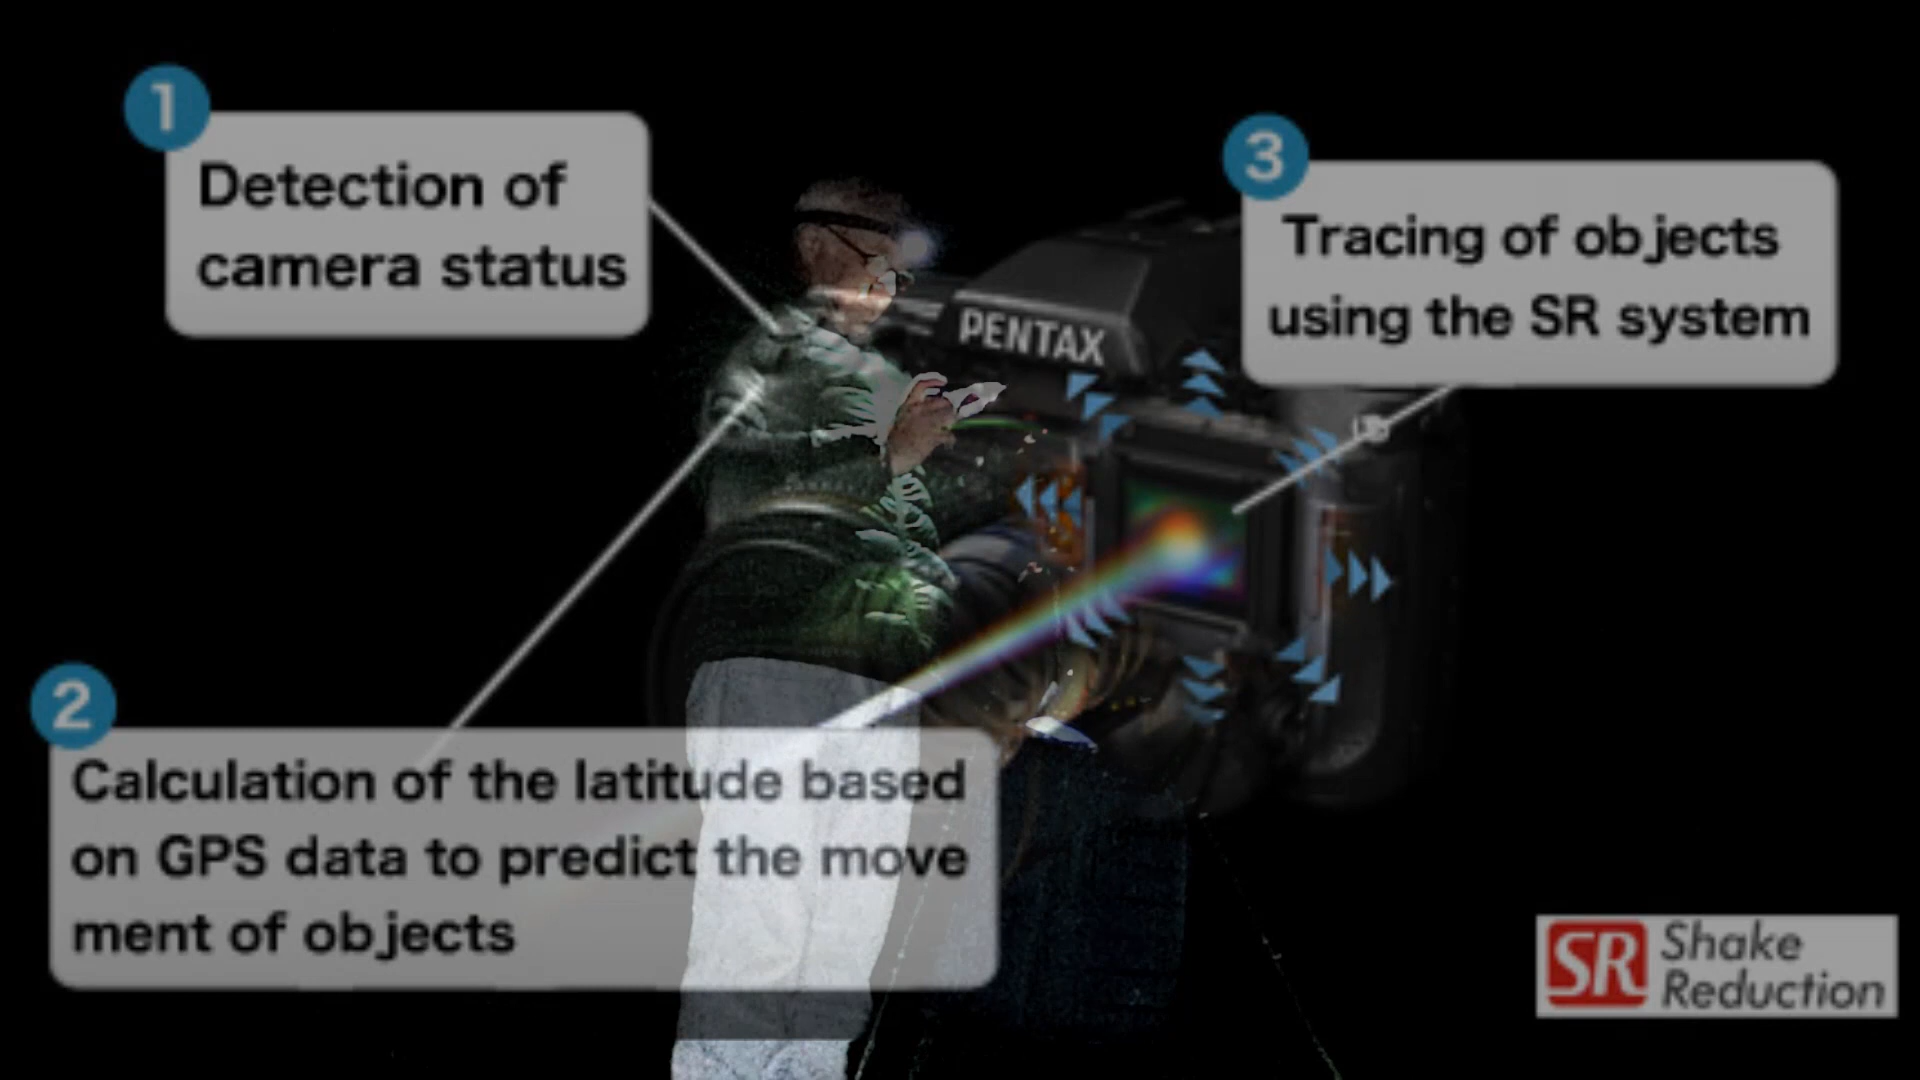 1
Detection of
camera status
3
Tracing of objects
using the SR system
PENTAX
2
Calculation of the latitude based
on GPS data to predict the move
ment of objects
SR Shake
Reduction